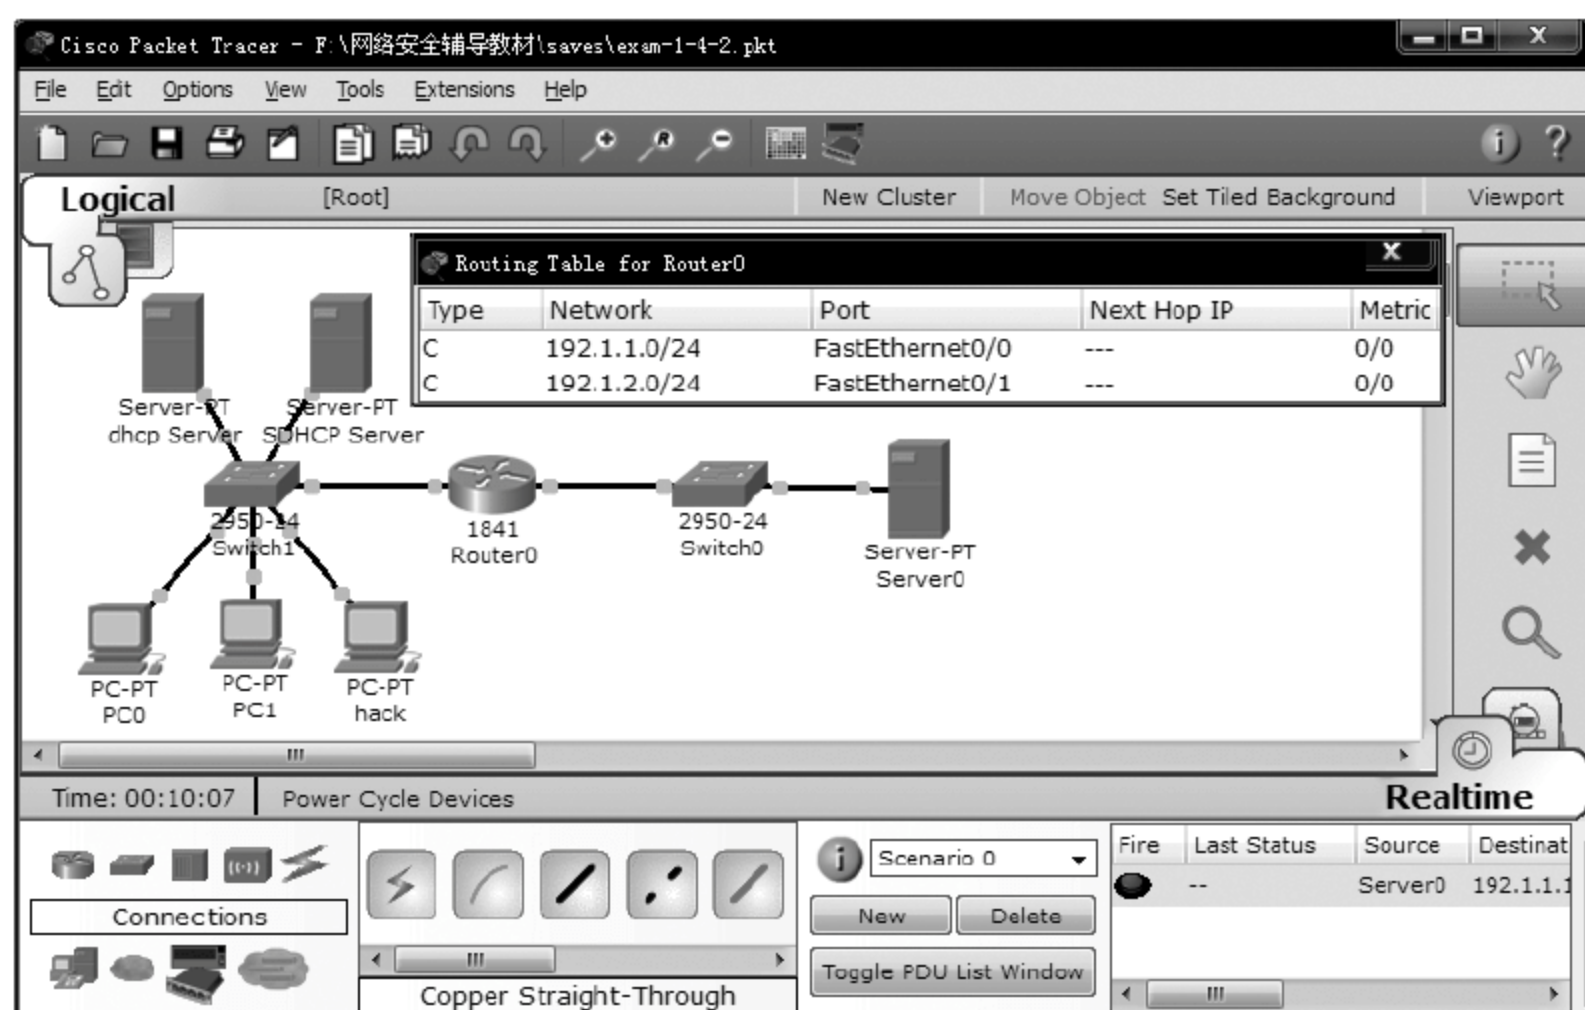 Cisco Packet Tracer - F:\网络安全辅导教材\saves\exam-1-4-2.pkt
File Edit Options View Tools Extensions Help
Logical [Root] New Cluster Move Object Set Tiled Background Viewport
Routing Table for Router0
Type Network Port Next Hop IP Metric
C 192.1.1.0/24 FastEthernet0/0 --- 0/0
C 192.1.2.0/24 FastEthernet0/1 --- 0/0
Server-PT
dhcp Server
Server-PT
SDHCP Server
2950-24
Switch1
1841
Router0
2950-24
Switch0
Server-PT
Server0
PC-PT
PC0
PC-PT
PC1
PC-PT
hack
Time: 00:10:07 Power Cycle Devices
Realtime
Connections
Copper Straight-Through
Scenario 0
New Delete
Toggle PDU List Window
Fire Last Status Source Destinat
-- Server0 192.1.1.1